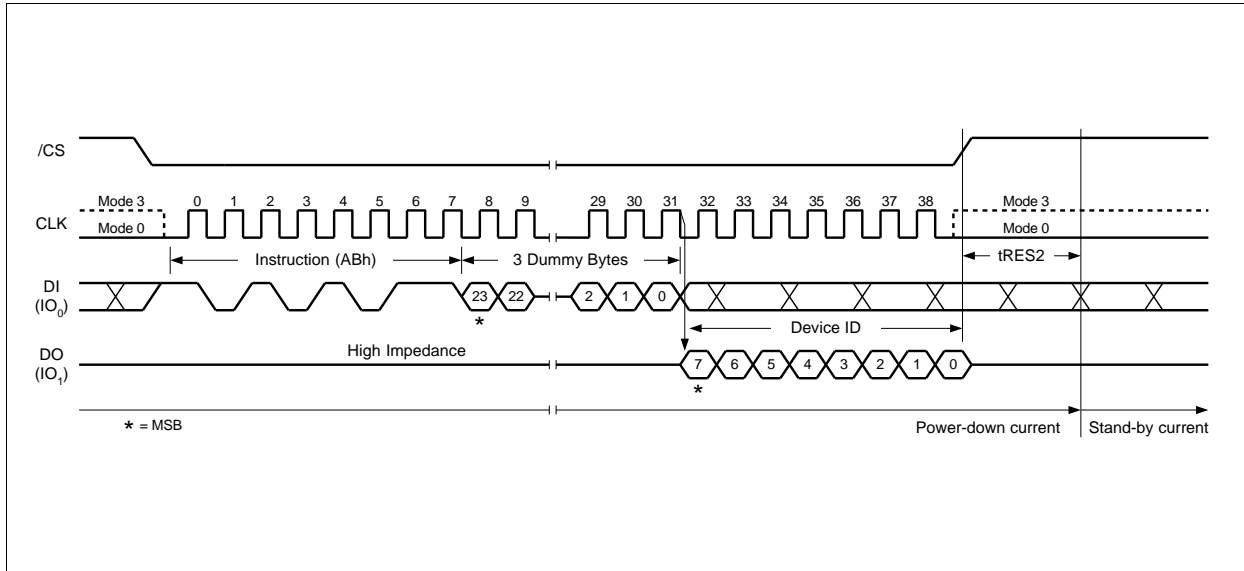 /CS
Mode 3
0 1 2 3 4 5 6 7 8 9 29 30 31 32 33 34 35 36 37 38
Mode 3
CLK
Mode 0
Mode 0
Instruction (ABh)
3 Dummy Bytes
tRES2
DI
(IO0)
23 22 2 1 0
*
Device ID
High Impedance
DO
(IO1)
7 6 5 4 3 2 1 0
*
* = MSB
Power-down current
Stand-by current